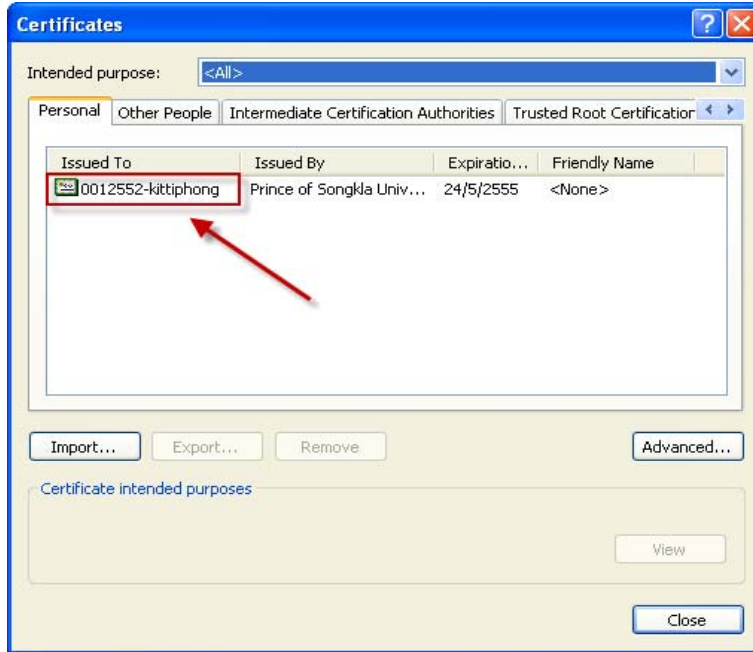 Certificates
Intended purpose: <All>
Personal Other People Intermediate Certification Authorities Trusted Root Certification
Issued To Issued By Expiratio... Friendly Name
0012552-kittiphong Prince of Songkla Univ... 24/5/2555 <None>
Import... Export... Remove Advanced...
Certificate intended purposes
View
Close